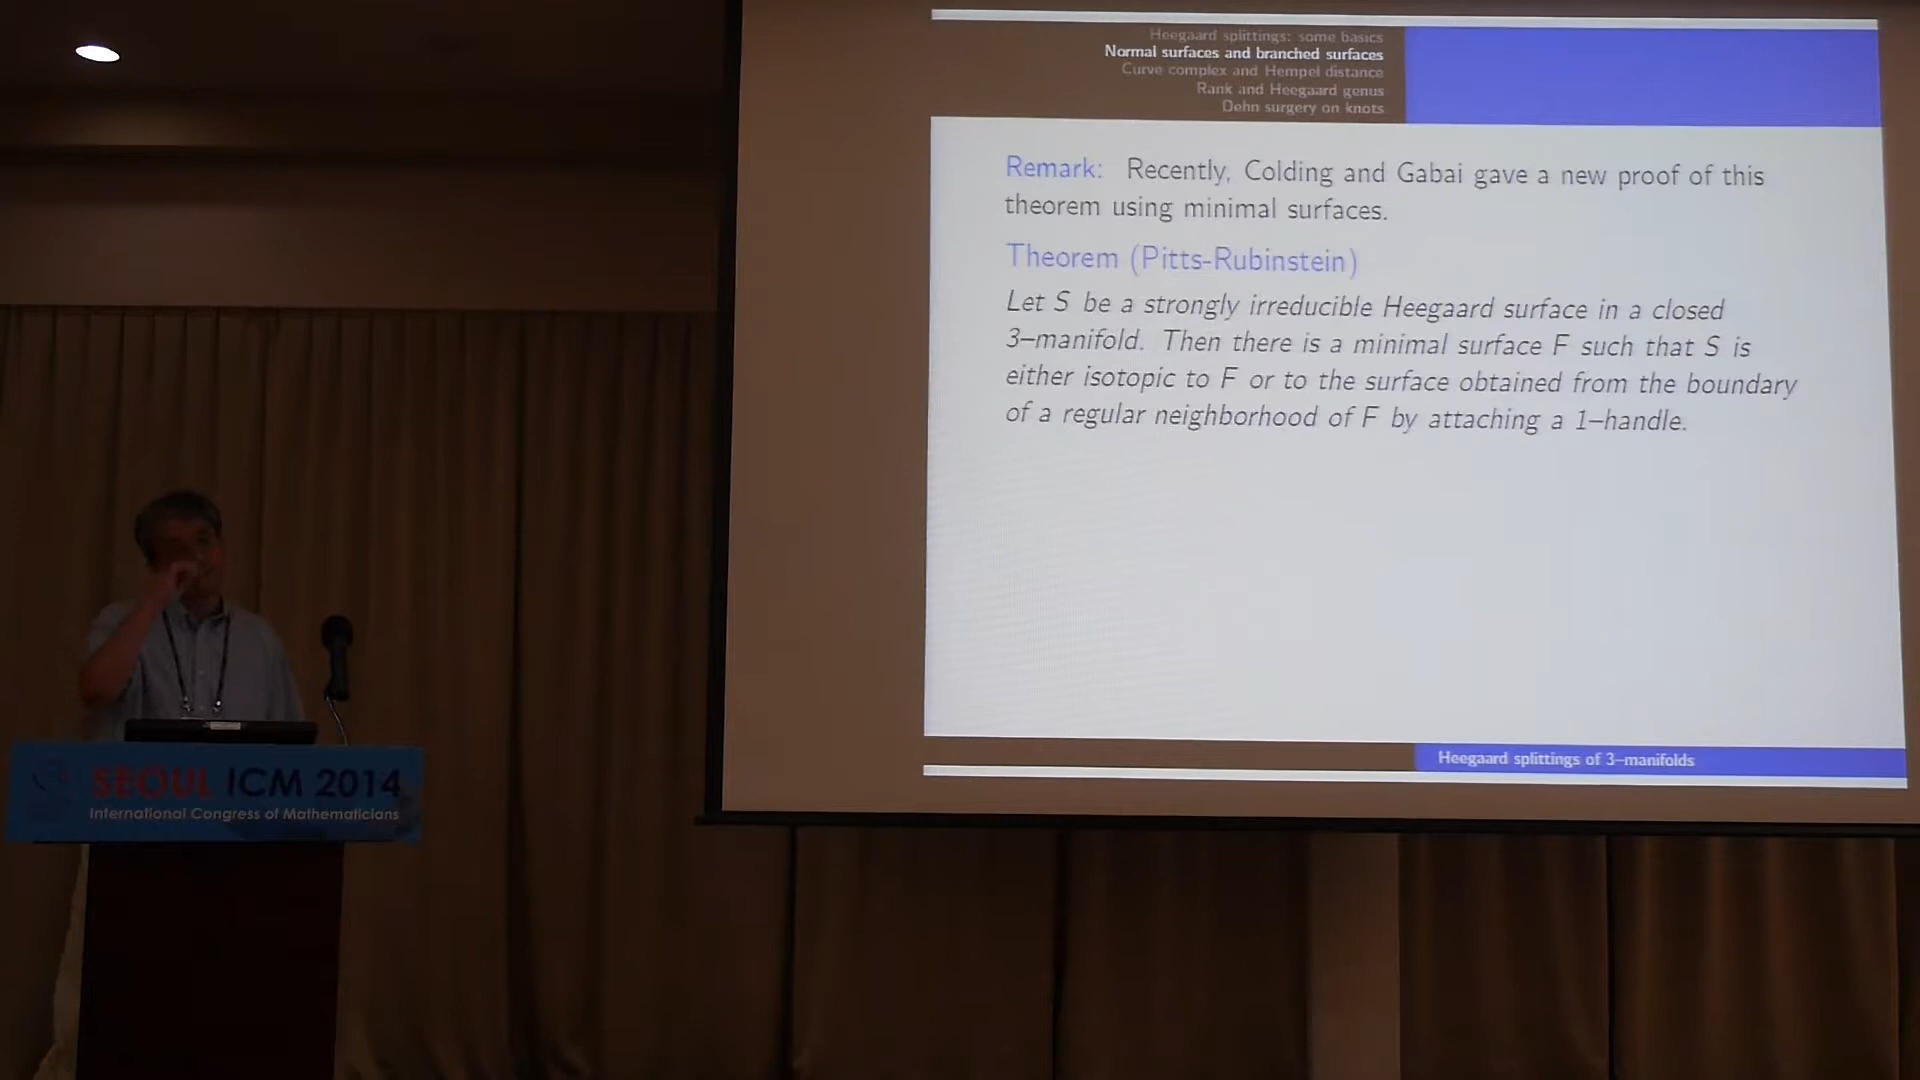 Heegaard splittings: some basics
Normal surfaces and branched surfaces
Curve complex and Hempel distance
Rank and Heegaard genus
Dehn surgery on knots
Remark: Recently, Colding and Gabai gave a new proof of this
theorem using minimal surfaces.
Theorem (Pitts-Rubinstein)
Let S be a strongly irreducible Heegaard surface in a closed
3–manifold. Then there is a minimal surface F such that S is
either isotopic to F or to the surface obtained from the boundary
of a regular neighborhood of F by attaching a 1–handle.
Heegaard splittings of 3–manifolds
SEOUL ICM 2014
International Congress of Mathematicians